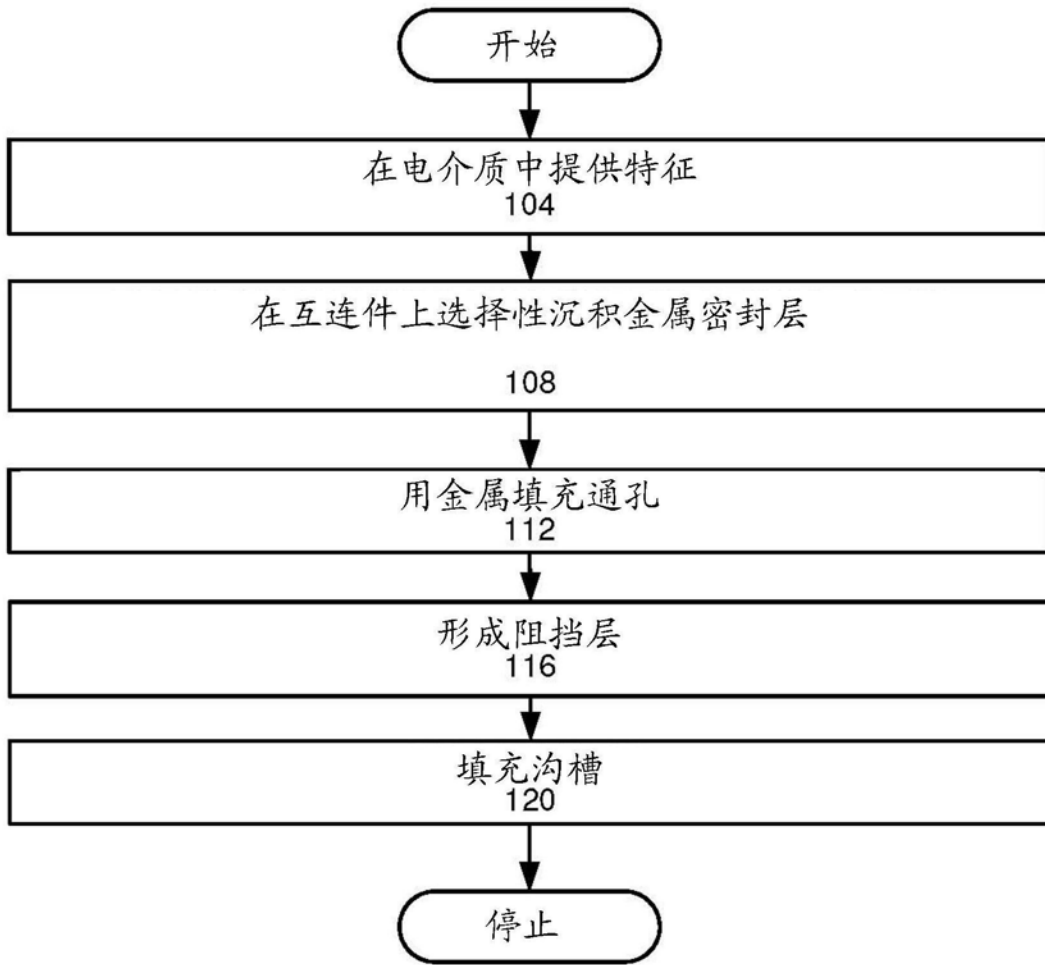 开始
在电介质中提供特征
104
在互连件上选择性沉积金属密封层
108
用金属填充通孔
112
形成阻挡层
116
填充沟槽
120
停止